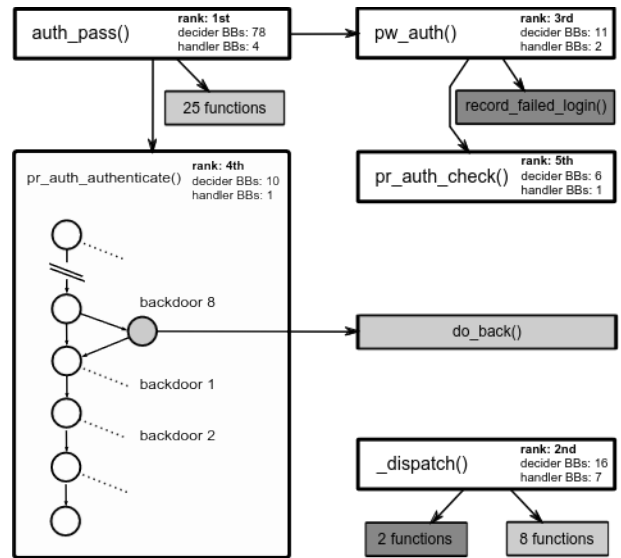 auth_pass()
rank: 1st
decider BBs: 78
handler BBs: 4
pw_auth()
rank: 3rd
decider BBs: 11
handler BBs: 2
25 functions
record_failed_login()
pr_auth_authenticate()
rank: 4th
decider BBs: 10
handler BBs: 1
pr_auth_check()
rank: 5th
decider BBs: 6
handler BBs: 1
backdoor 8
do_back()
backdoor 1
backdoor 2
_dispatch()
rank: 2nd
decider BBs: 16
handler BBs: 7
2 functions
8 functions